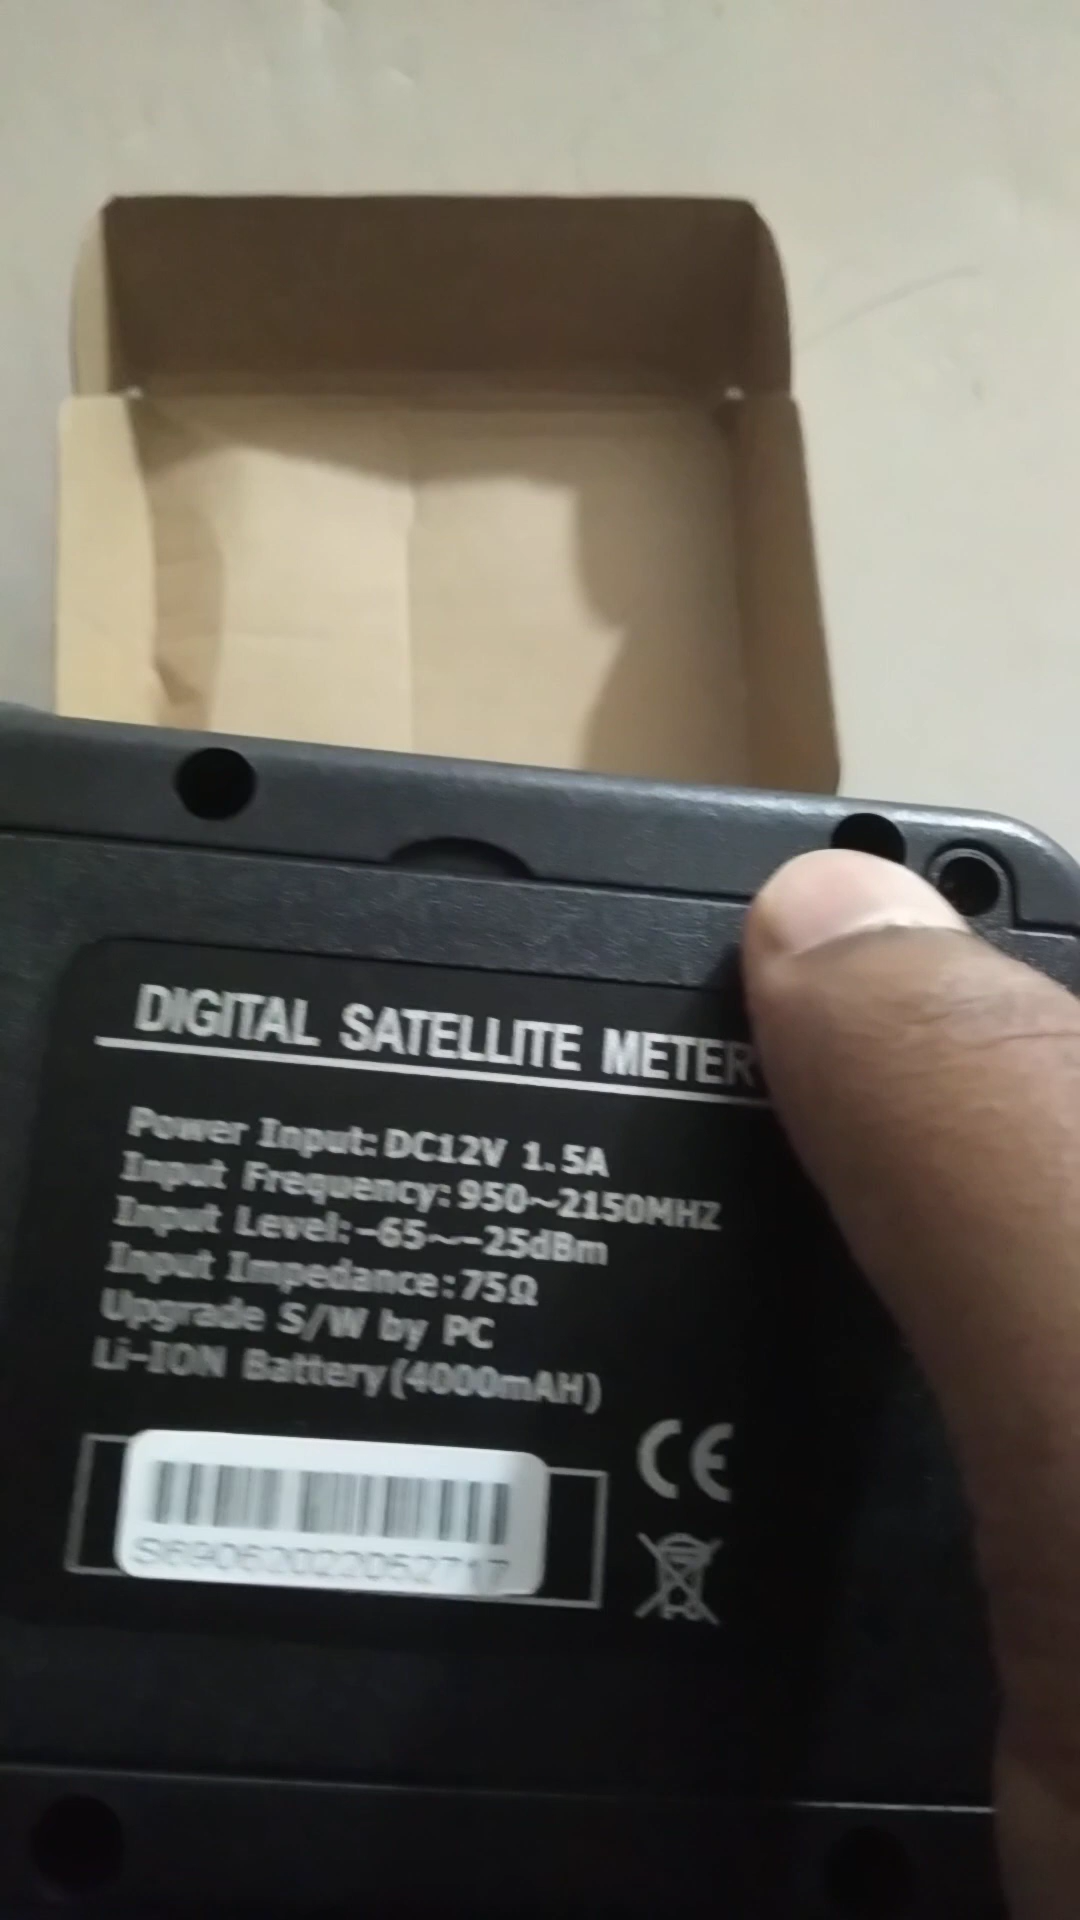 DIGITAL SATELLITE METER
Power Input: DC12V 1.5A
Input Frequency: 950~2150MHZ
Input Level: -65~-25dBm
Input Impedance: 75Ω
Upgrade S/W by PC
Li-ION Battery(4000mAH)
CE
S69062022052717